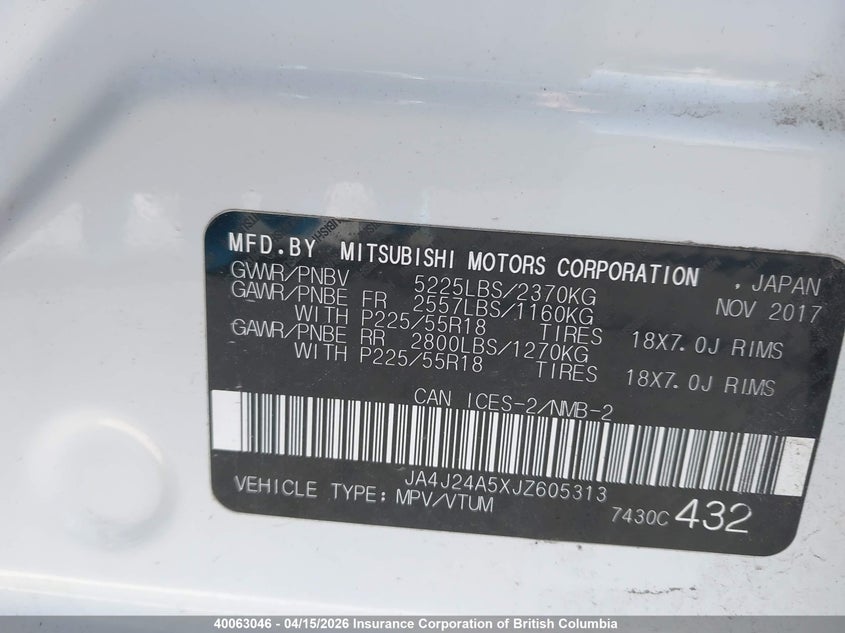 MFD.BY MITSUBISHI MOTORS CORPORATION , JAPAN
GVWR/PNBV 5225LBS/2370KG NOV 2017
GAWR/PNBE FR 2557LBS/1160KG
WITH P225/55R18 TIRES 18X7.0J RIMS
GAWR/PNBE RR 2800LBS/1270KG
WITH P225/55R18 TIRES 18X7.0J RIMS
CAN ICES-2/NMB-2
JA4J24A5XJZ605313
VEHICLE TYPE: MPV/VTUM 7430C 432
40063046 - 04/15/2026 Insurance Corporation of British Columbia